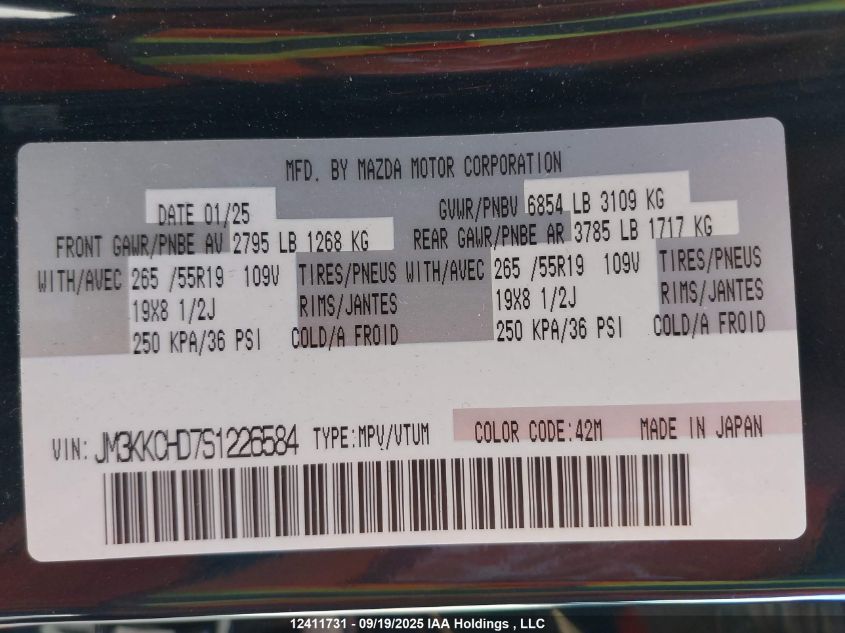 MFD. BY MAZDA MOTOR CORPORATION
DATE 01/25 GVWR/PNBV 6854 LB 3109 KG
FRONT GAWR/PNBE AV 2795 LB 1268 KG REAR GAWR/PNBE AR 3785 LB 1717 KG
WITH/AVEC 265 /55R19 109V TIRES/PNEUS WITH/AVEC 265 /55R19 109V TIRES/PNEUS
19X8 1/2J RIMS/JANTES 19X8 1/2J RIMS/JANTES
250 KPA/36 PSI COLD/A FROID 250 KPA/36 PSI COLD/A FROID
VIN: JM3KKCHD7S1226584 TYPE:MPV/VTUM COLOR CODE:42M MADE IN JAPAN
12411731 - 09/19/2025 IAA Holdings , LLC